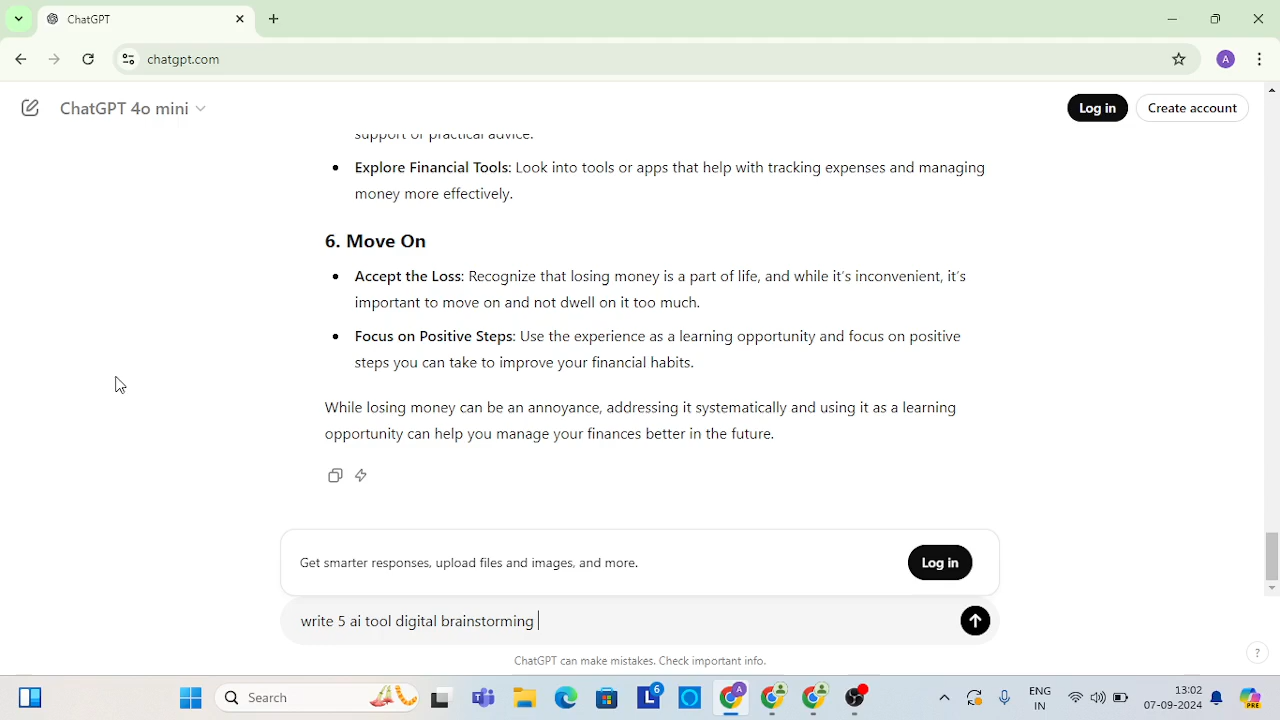 ChatGPT
chatgpt.com
ChatGPT 4o mini
Log in
Create account
support or practical advice.
Explore Financial Tools: Look into tools or apps that help with tracking expenses and managing
money more effectively.
6. Move On
Accept the Loss: Recognize that losing money is a part of life, and while it's inconvenient, it's
important to move on and not dwell on it too much.
Focus on Positive Steps: Use the experience as a learning opportunity and focus on positive
steps you can take to improve your financial habits.
While losing money can be an annoyance, addressing it systematically and using it as a learning
opportunity can help you manage your finances better in the future.
Get smarter responses, upload files and images, and more.
Log in
write 5 ai tool digital brainstorming
ChatGPT can make mistakes. Check important info.
?
Search
6
A
ENG
IN
13:02
07-08-2024
PRE